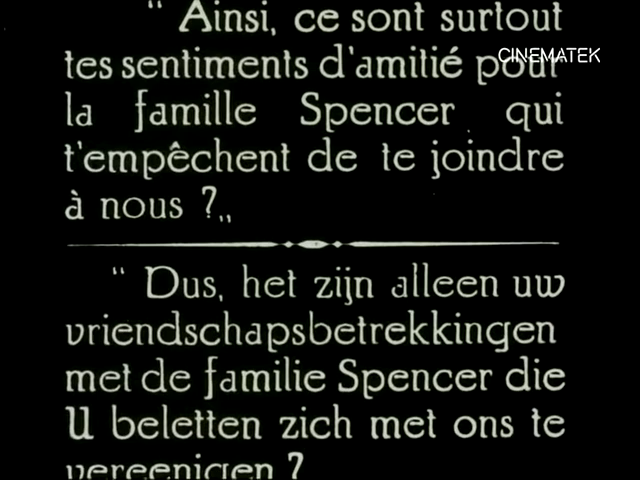 “ Ainsi, ce sont surtout
CINEMATEK
tes sentiments d'amitié pour
la famille Spencer qui
t'empêchent de te joindre
à nous ?„
“ Dus, het zijn alleen uw
vriendschapsbetrekkingen
met de familie Spencer die
U beletten zich met ons te
vereenigen ?